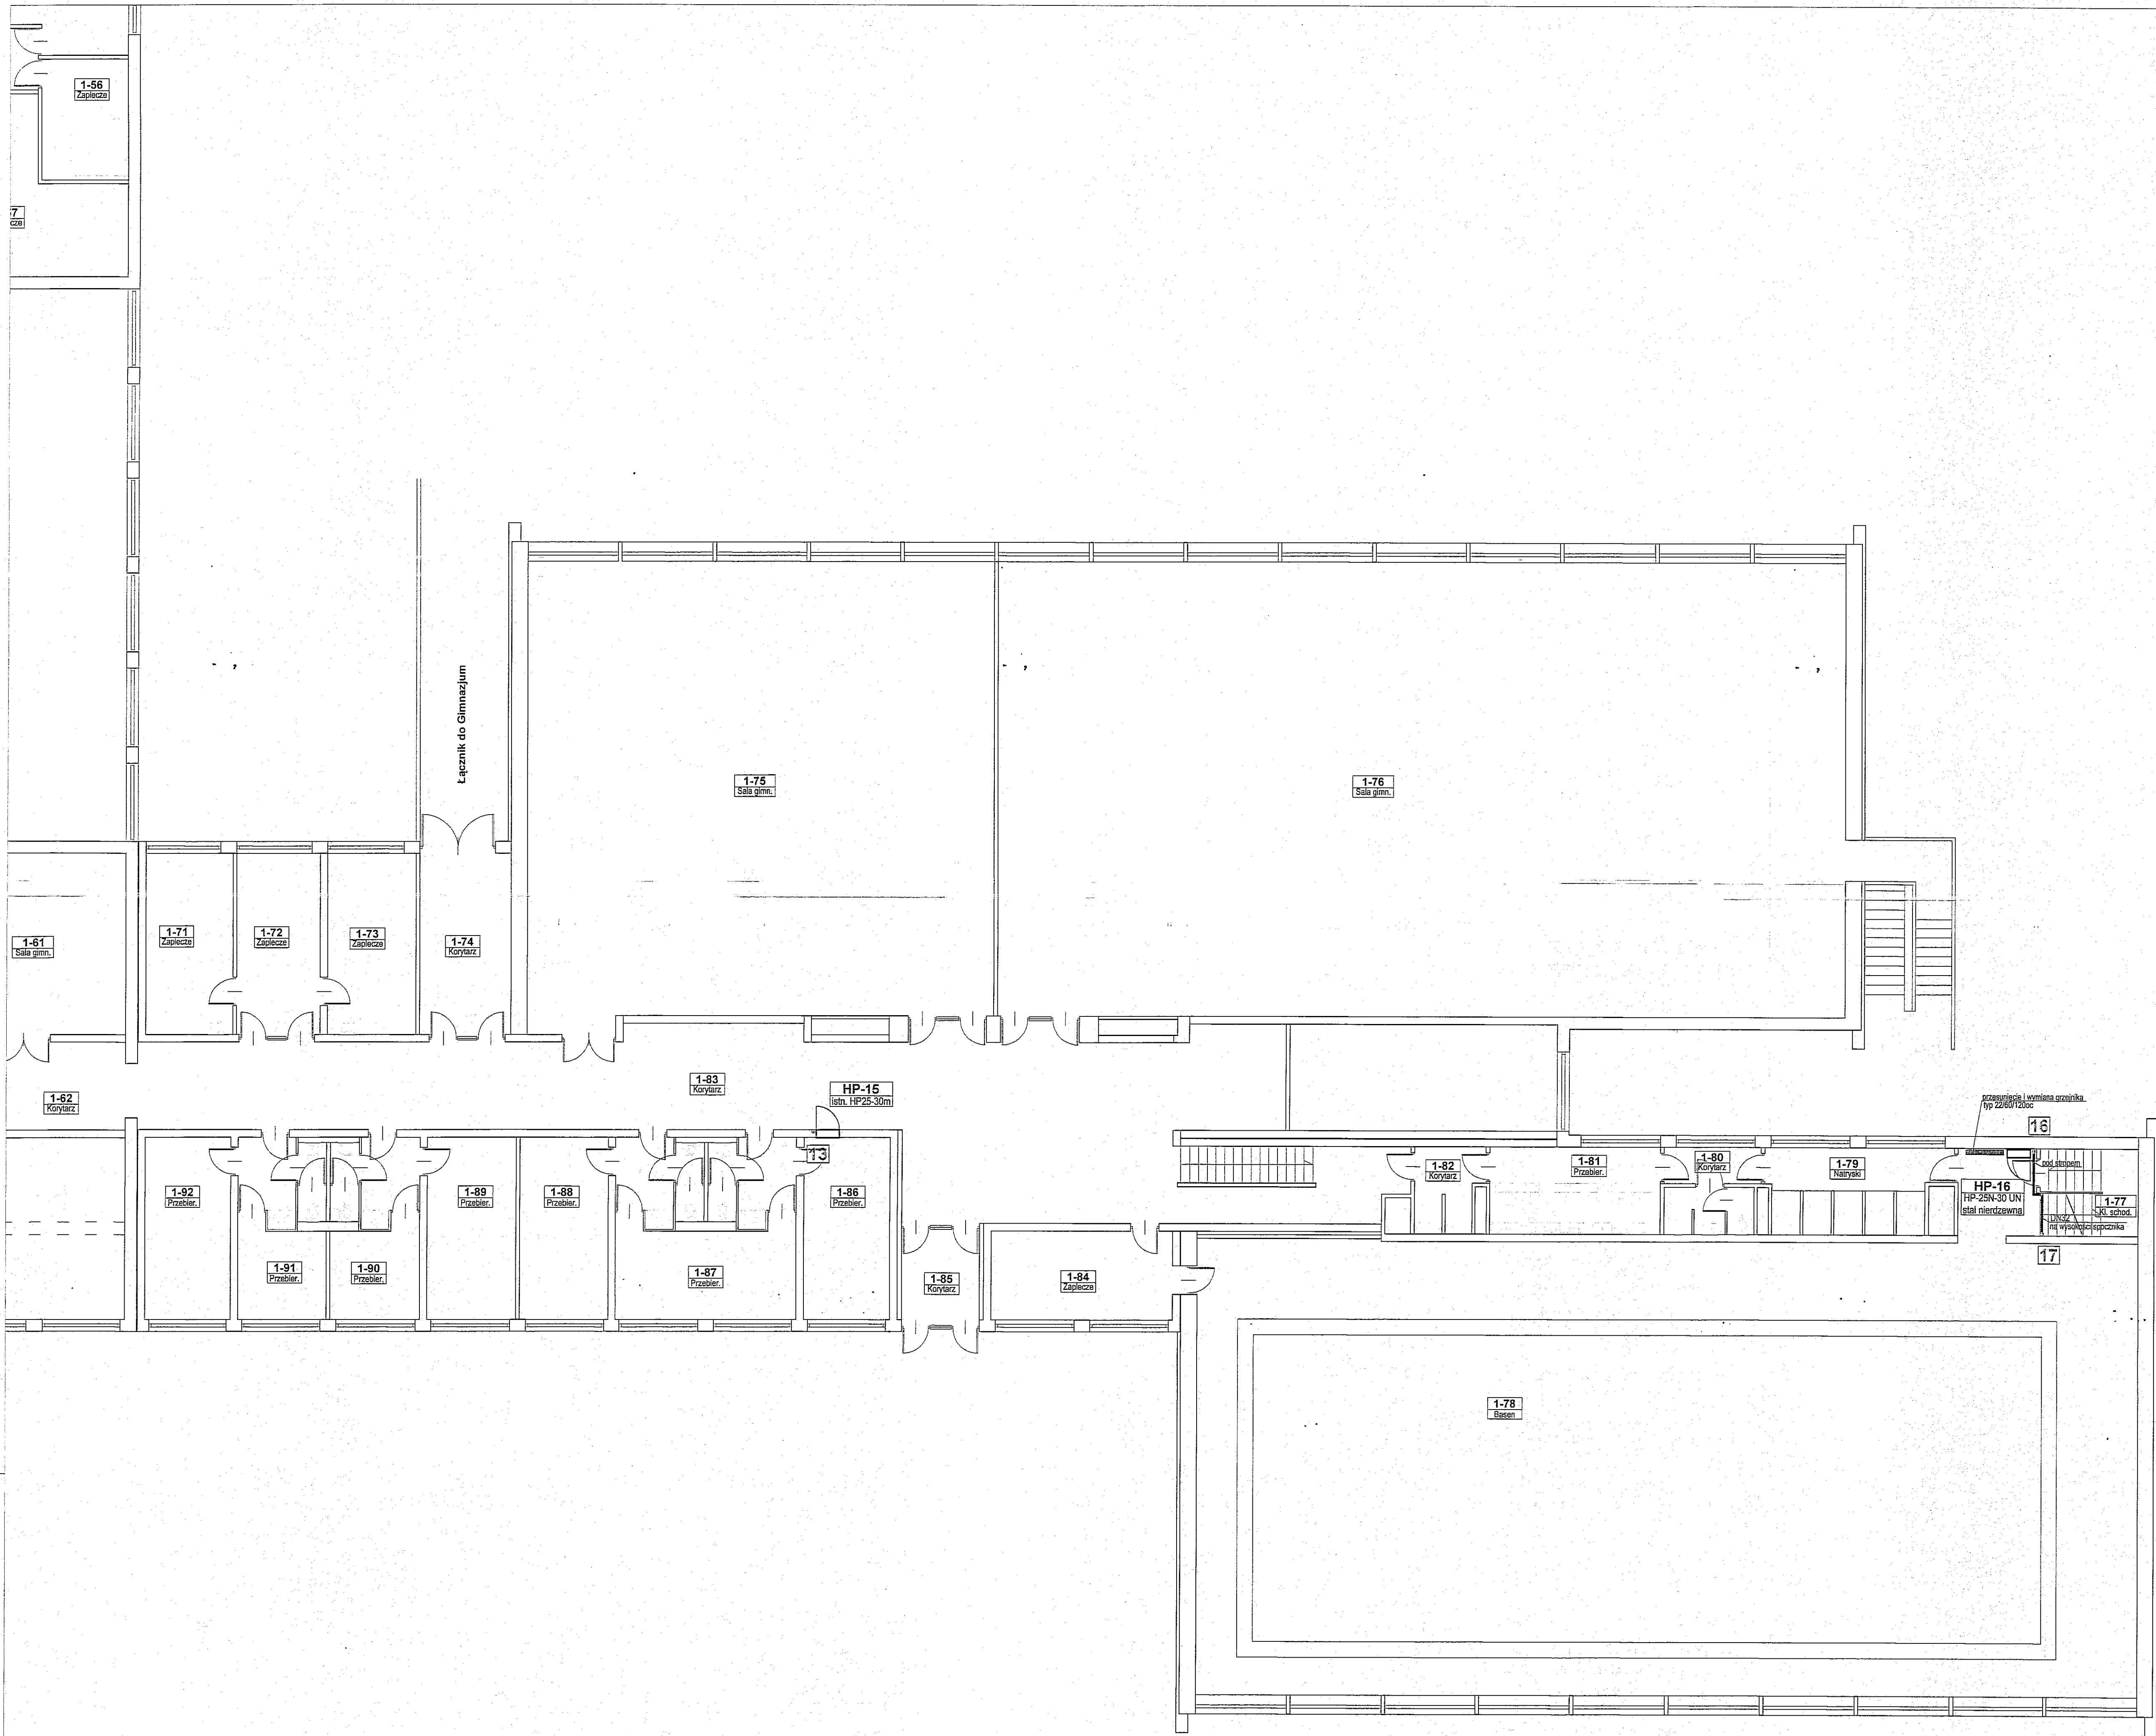 1-56
Zaplecze
Łącznik do Gimnazjum
1-75
Sala gimn.
1-76
Sala gimn.
1-61
Sala gimn.
1-71
Zaplecze
1-72
Zaplecze
1-73
Zaplecze
1-74
Korytarz
1-62
Korytarz
1-83
Korytarz
HP-15
istn. HP25-30m
13
przesunięcie i wymiana grzejnika
typ 22/60/120oc
16
1-92
Przebier.
1-91
Przebier.
1-90
Przebier.
1-89
Przebier.
1-88
Przebier.
1-87
Przebier.
1-86
Przebier.
1-85
Korytarz
1-84
Zaplecze
1-82
Korytarz
1-81
Przebier.
1-80
Korytarz
1-79
Natryski
HP-16
HP-25N-30 UN
stal nierdzewna
pod stropem
1-77
Kl. schod.
DN32
na wysokości spocznika
17
1-78
Basen